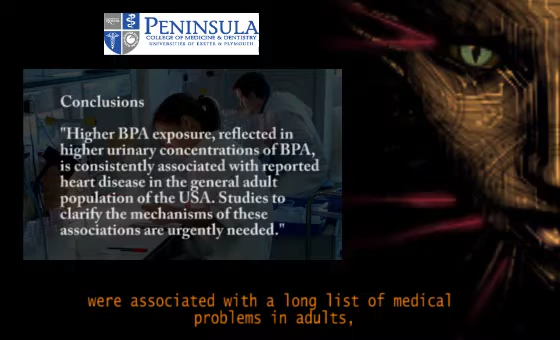 PENINSULA
COLLEGE OF MEDICINE & DENTISTRY
UNIVERSITIES OF EXETER & PLYMOUTH
Conclusions
"Higher BPA exposure, reflected in
higher urinary concentrations of BPA,
is consistently associated with reported
heart disease in the general adult
population of the USA. Studies to
clarify the mechanisms of these
associations are urgently needed."
were associated with a long list of medical
problems in adults,